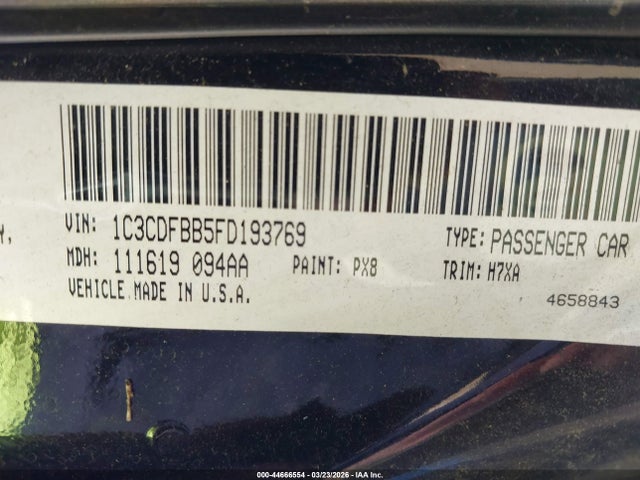 Y,
VIN: 1C3CDFBB5FD193769 TYPE: PASSENGER CAR
MDH: 111619 094AA PAINT: PX8 TRIM: H7XA
VEHICLE MADE IN U.S.A. 4658843
000-44666554 | 03/23/2026 - IAA Inc.